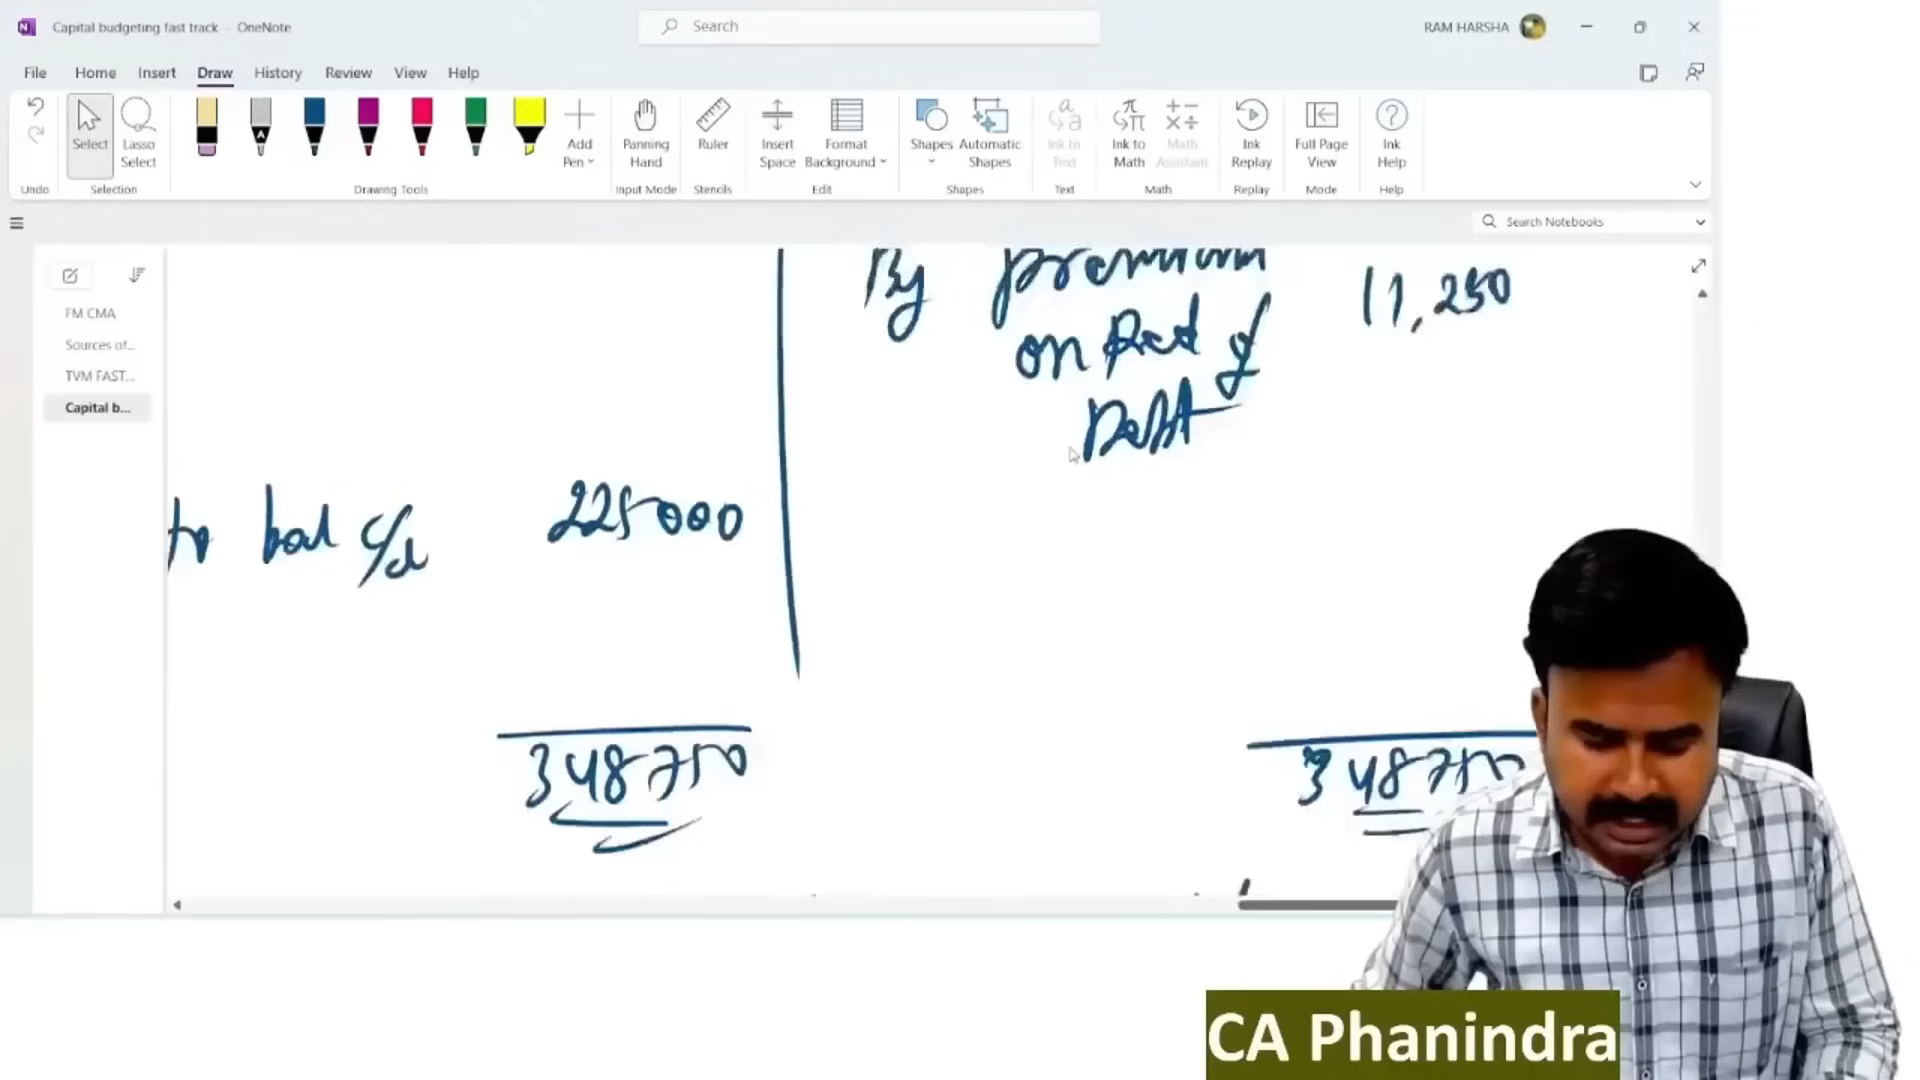 Capital budgeting fast track - OneNote
Search
RAM HARSHA
File Home Insert Draw History Review View Help
Undo
Select
Lasso Select
Selection
Drawing Tools
Add Pen
Panning Hand
Input Mode
Ruler
Stencils
Insert Space
Format Background
Edit
Shapes
Automatic Shapes
Shapes
Ink to Text
Text
Ink to Math
Math Assistant
Math
Ink Replay
Replay
Full Page View
Mode
Ink Help
Help
Search Notebooks
FM CMA
Sources of...
TVM FAST...
Capital b...
By premium 11,250
on Red of
Debt
to bal c/d 225000
348750 348750
CA Phanindra